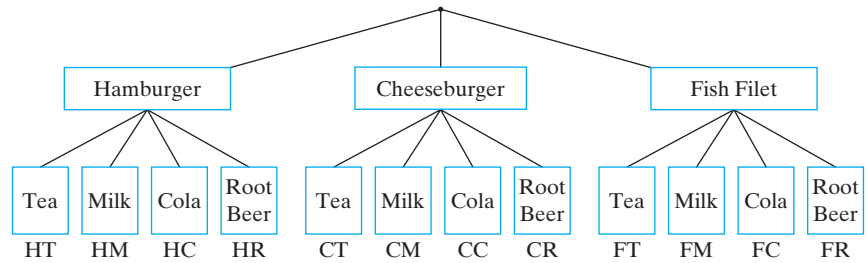 Hamburger Cheeseburger Fish Filet
Tea Milk Cola Root Beer Tea Milk Cola Root Beer Tea Milk Cola Root Beer
HT HM HC HR CT CM CC CR FT FM FC FR